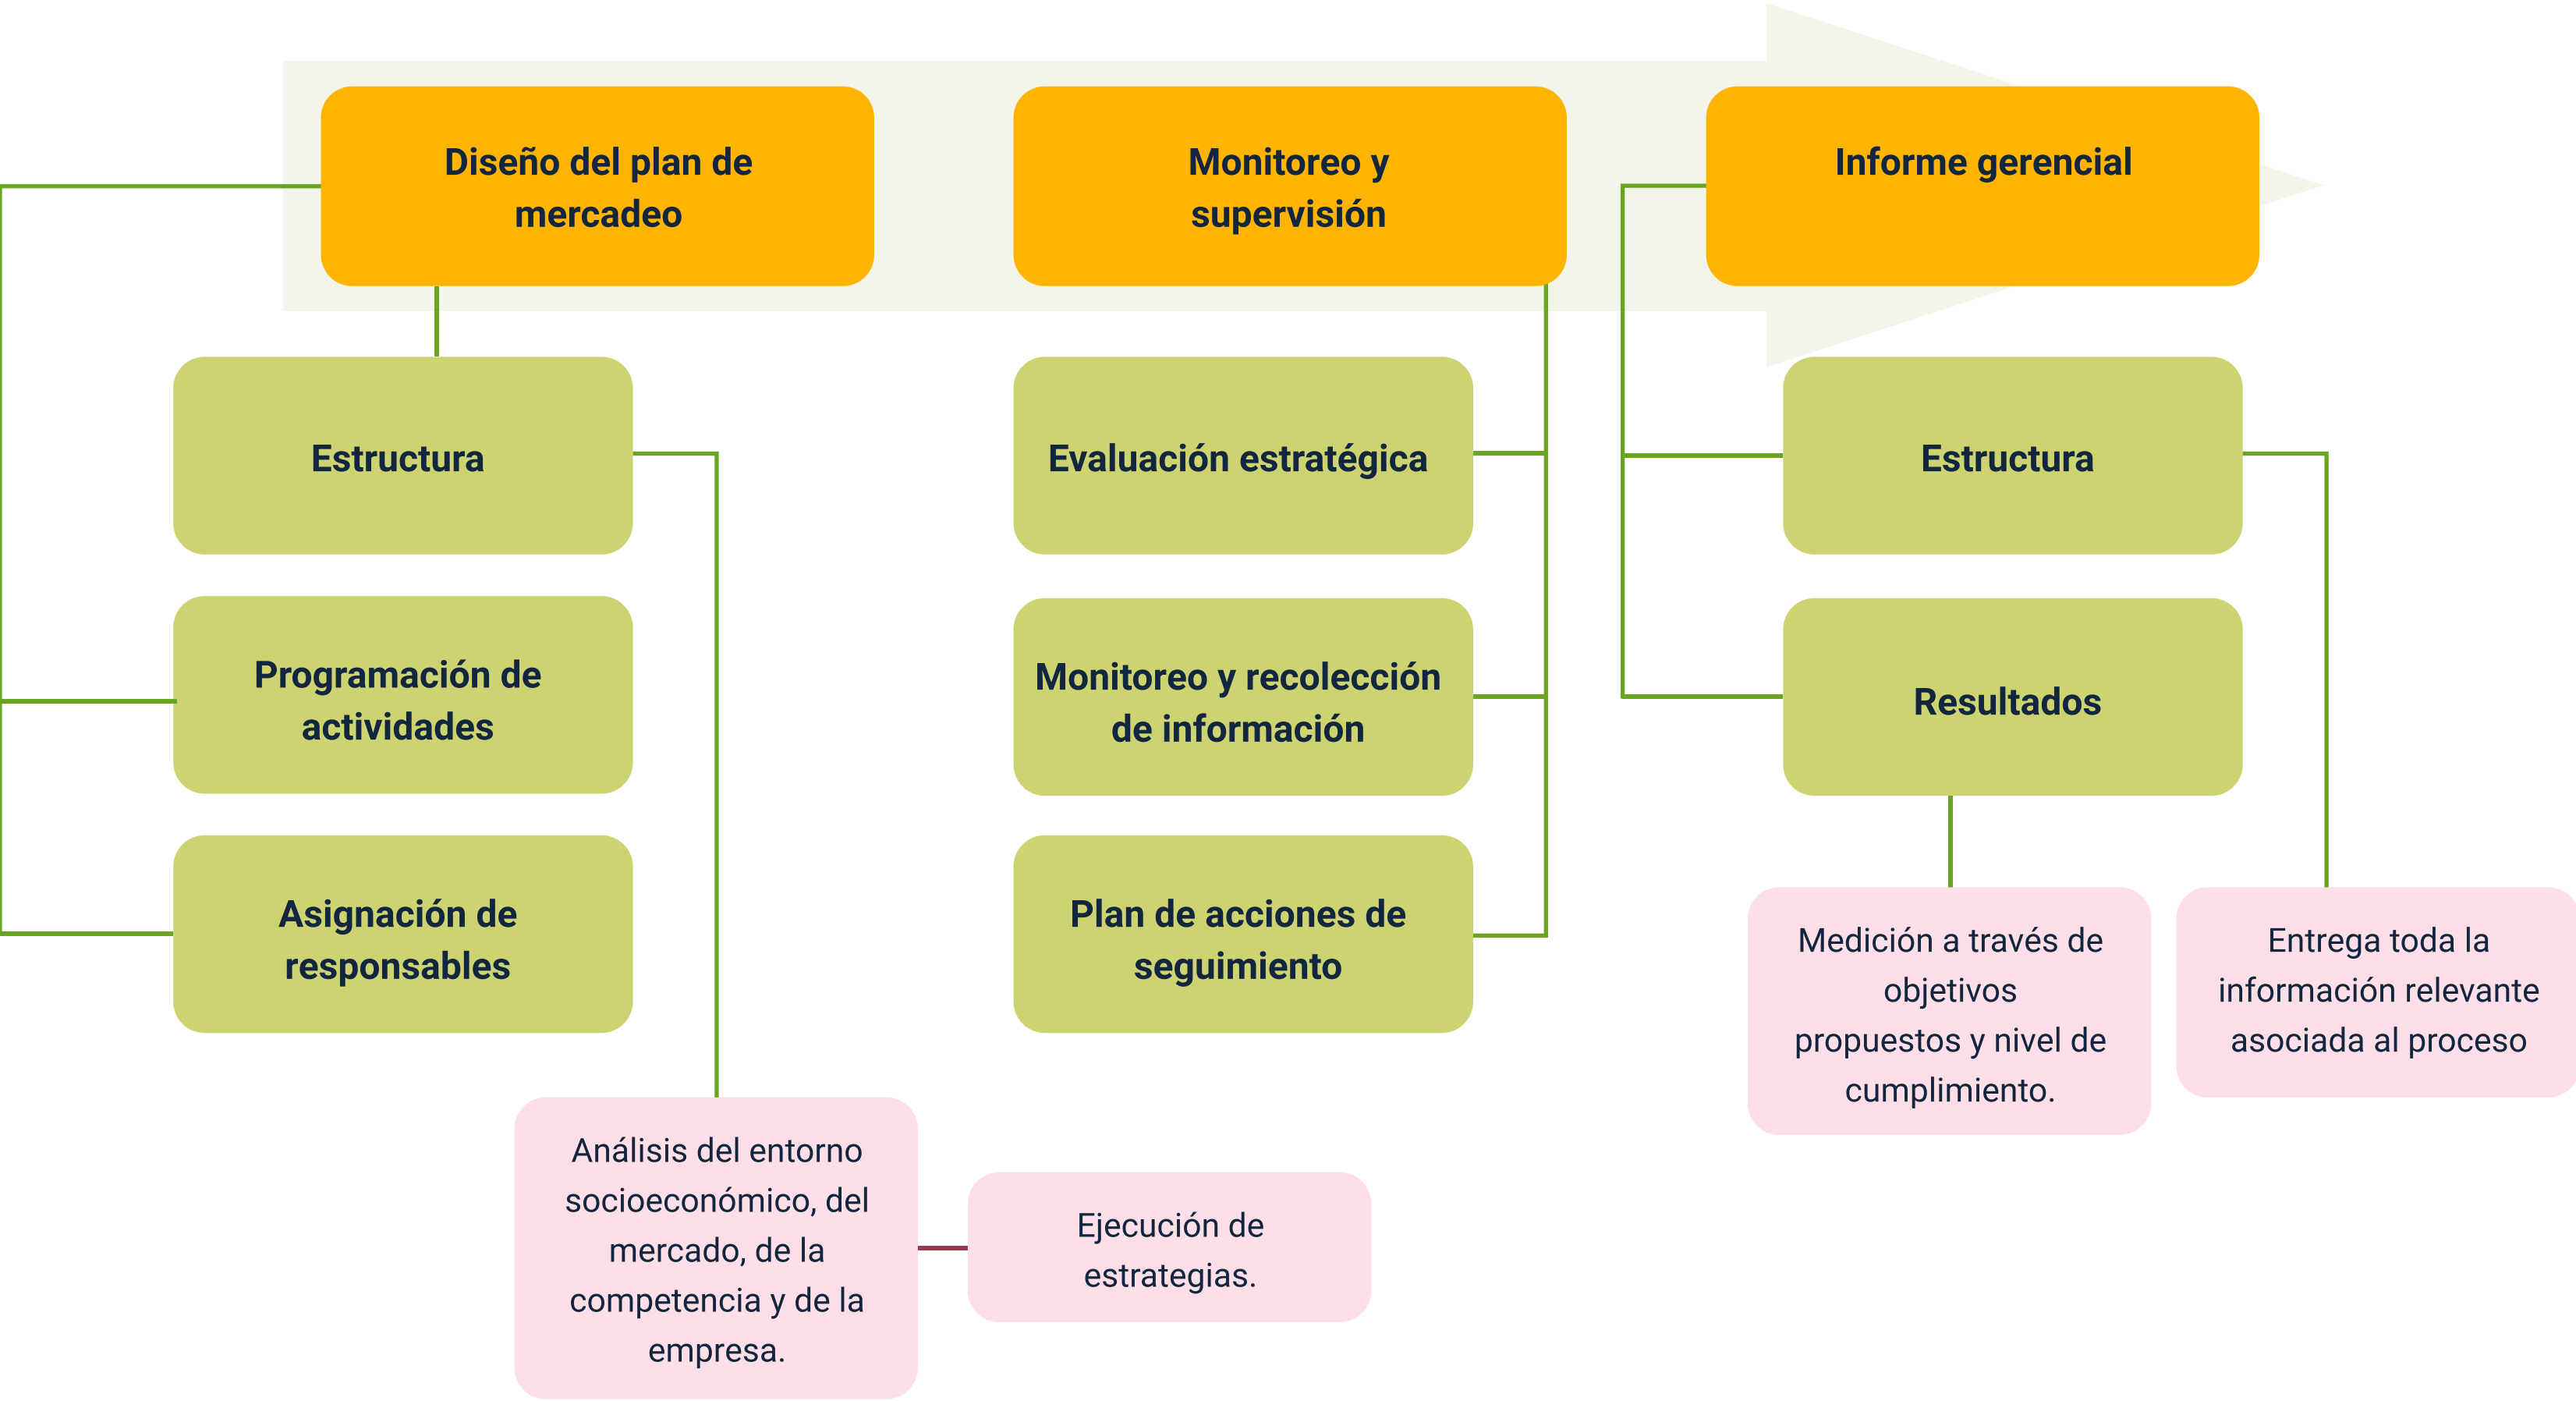 Diseño del plan de
mercadeo
Monitoreo y
supervisión
Informe gerencial
Estructura
Programación de
actividades
Asignación de
responsables
Análisis del entorno
socioeconómico, del
mercado, de la
competencia y de la
empresa.
Ejecución de
estrategias.
Evaluación estratégica
Monitoreo y recolección
de información
Plan de acciones de
seguimiento
Estructura
Resultados
Medición a través de
objetivos
propuestos y nivel de
cumplimiento.
Entrega toda la
información relevante
asociada al proceso